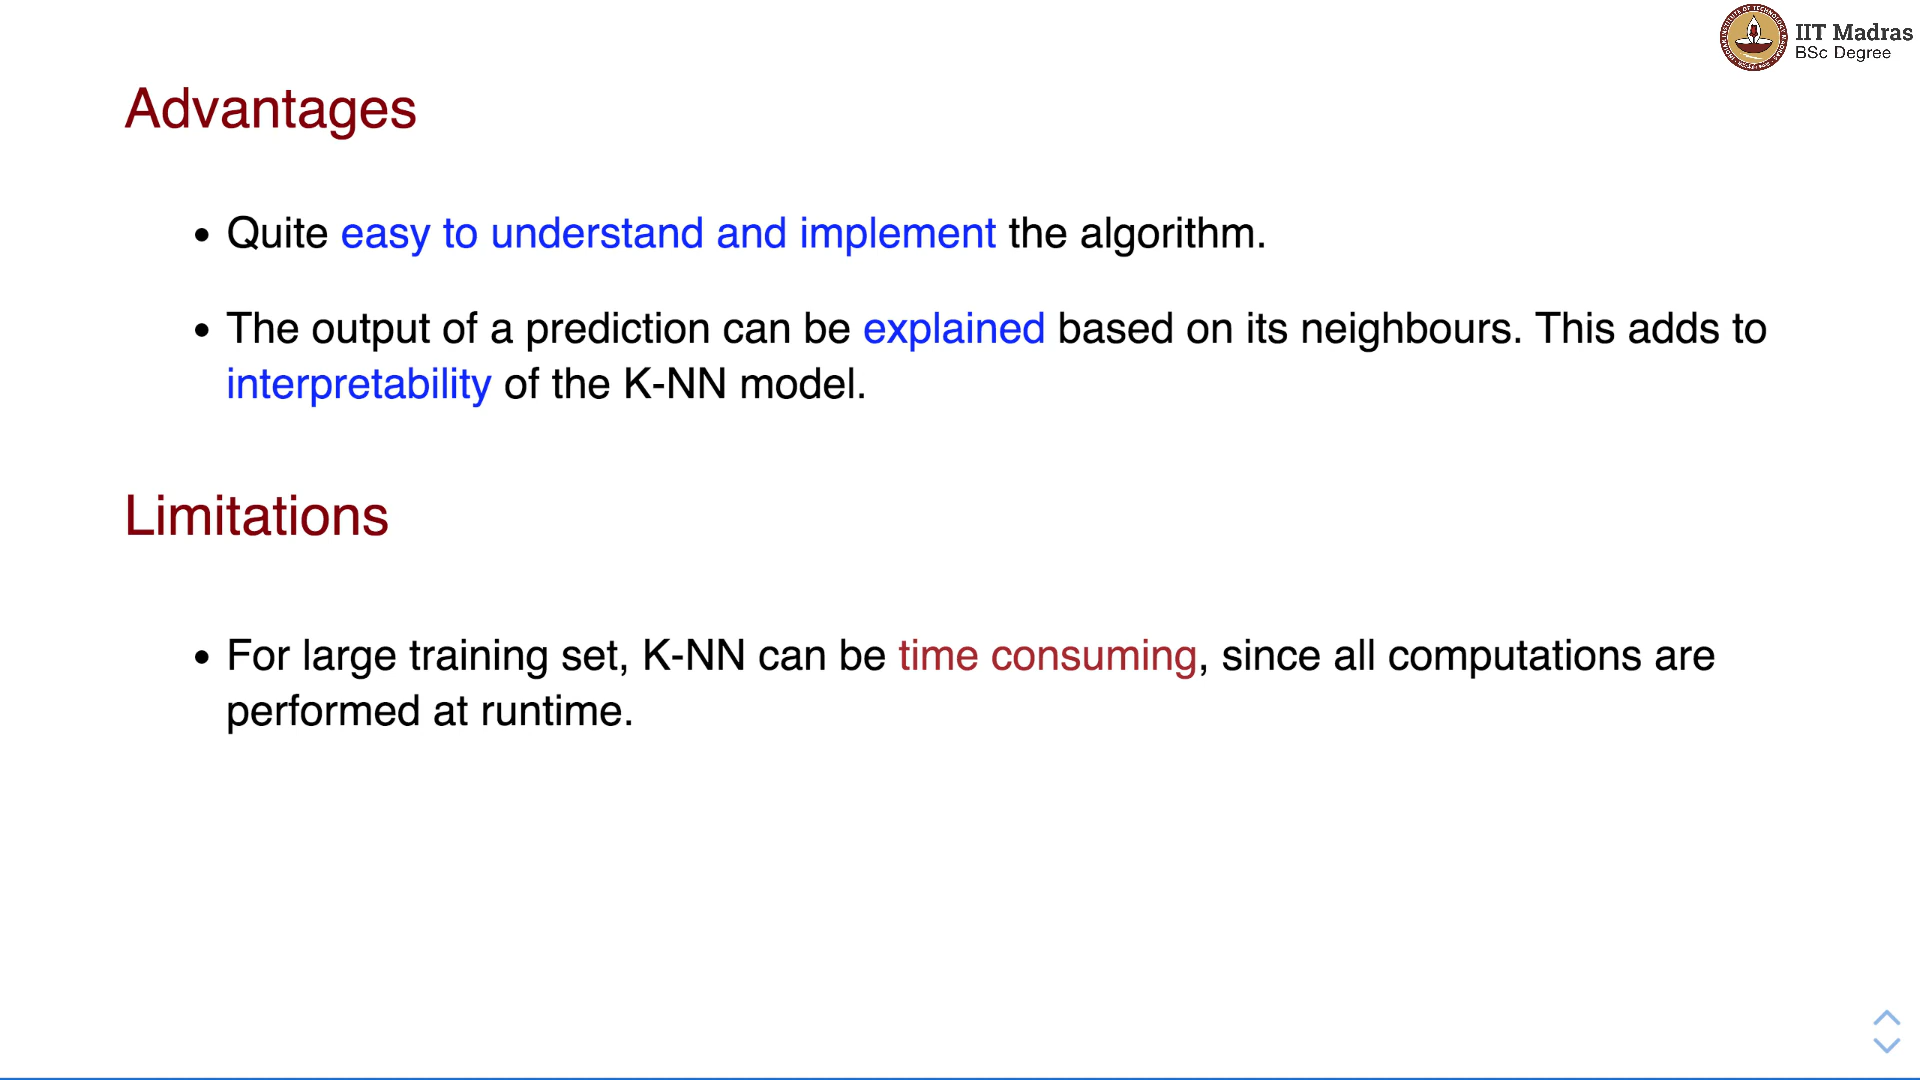 IIT Madras
BSc Degree
Advantages
• Quite easy to understand and implement the algorithm.
• The output of a prediction can be explained based on its neighbours. This adds to
interpretability of the K-NN model.
Limitations
• For large training set, K-NN can be time consuming, since all computations are
performed at runtime.